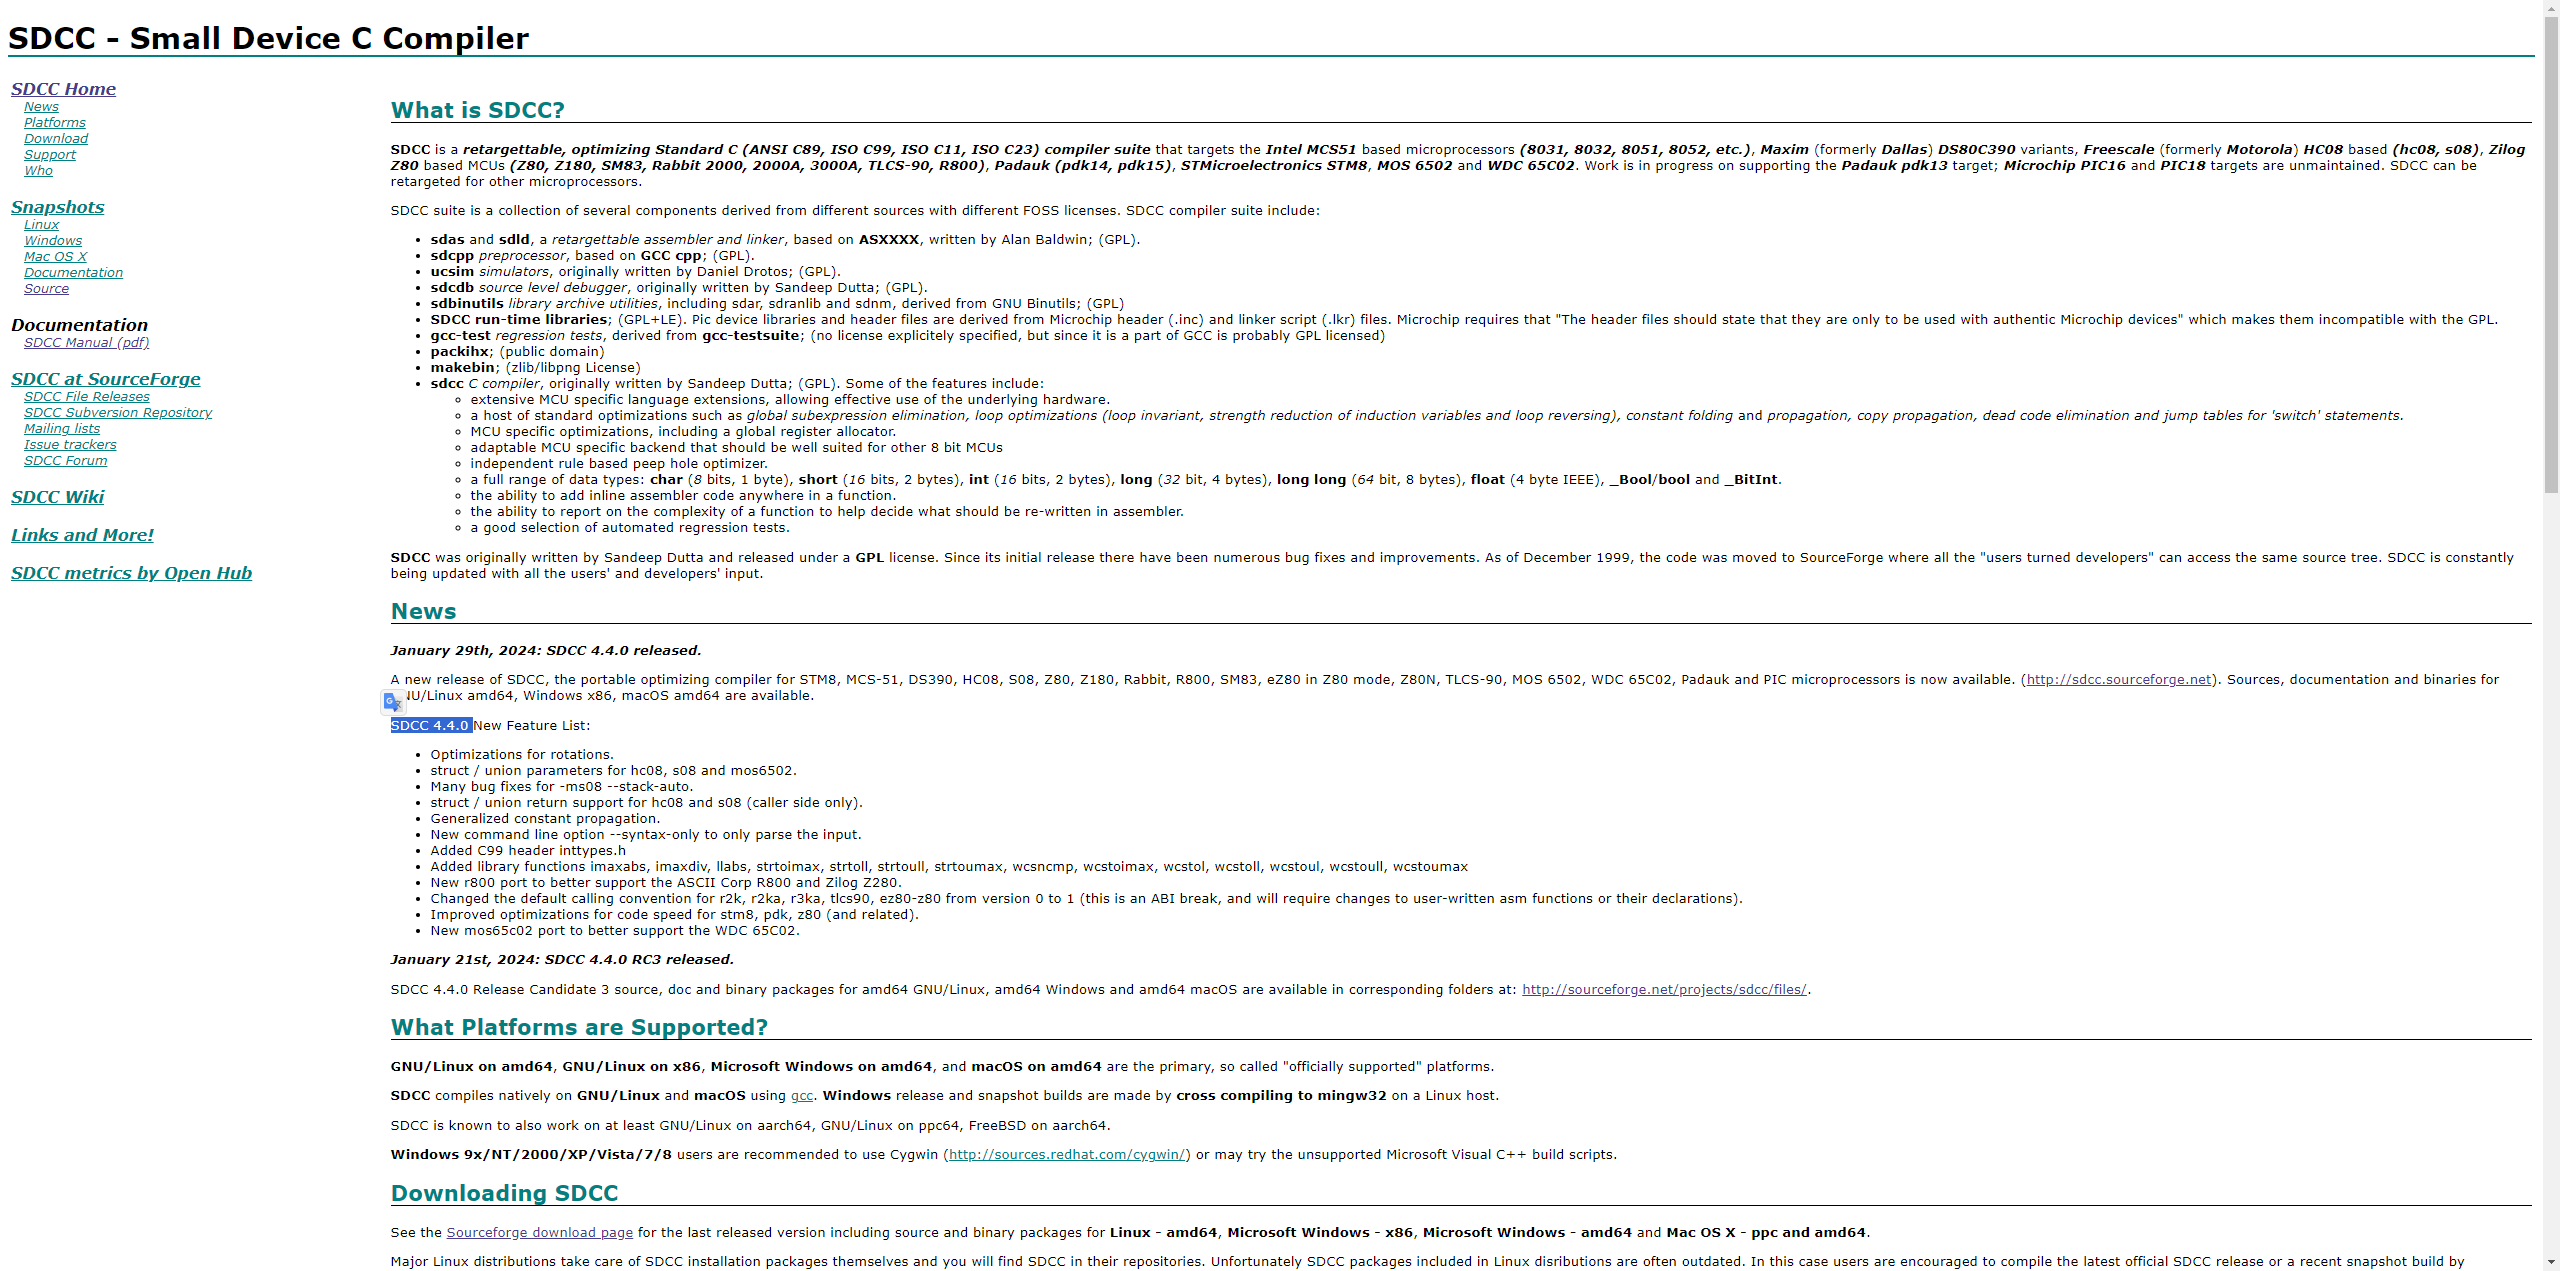 SDCC - Small Device C Compiler
SDCC Home
News
Platforms
Download
Support
Who
Snapshots
Linux
Windows
Mac OS X
Documentation
Source
Documentation
SDCC Manual (pdf)
SDCC at SourceForge
SDCC File Releases
SDCC Subversion Repository
Mailing lists
Issue trackers
SDCC Forum
SDCC Wiki
Links and More!
SDCC metrics by Open Hub
What is SDCC?
SDCC is a retargettable, optimizing Standard C (ANSI C89, ISO C99, ISO C11, ISO C23) compiler suite that targets the Intel MCS51 based microprocessors (8031, 8032, 8051, 8052, etc.), Maxim (formerly Dallas) DS80C390 variants, Freescale (formerly Motorola) HC08 based (hc08, s08), Zilog
Z80 based MCUs (Z80, Z180, SM83, Rabbit 2000, 2000A, 3000A, TLCS-90, R800), Padauk (pdk14, pdk15), STMicroelectronics STM8, MOS 6502 and WDC 65C02. Work is in progress on supporting the Padauk pdk13 target; Microchip PIC16 and PIC18 targets are unmaintained. SDCC can be
retargeted for other microprocessors.
SDCC suite is a collection of several components derived from different sources with different FOSS licenses. SDCC compiler suite include:
• sdas and sdld, a retargettable assembler and linker, based on ASXXXX, written by Alan Baldwin; (GPL).
• sdcpp preprocessor, based on GCC cpp; (GPL).
• ucsim simulators, originally written by Daniel Drotos; (GPL).
• sdcdb source level debugger, originally written by Sandeep Dutta; (GPL).
• sdbinutils library archive utilities, including sdar, sdranlib and sdnm, derived from GNU Binutils; (GPL)
• SDCC run-time libraries; (GPL+LE). Pic device libraries and header files are derived from Microchip header (.inc) and linker script (.lkr) files. Microchip requires that "The header files should state that they are only to be used with authentic Microchip devices" which makes them incompatible with the GPL.
• gcc-test regression tests, derived from gcc-testsuite; (no license explicitely specified, but since it is a part of GCC is probably GPL licensed)
• packihx; (public domain)
• makebin; (zlib/libpng License)
• sdcc C compiler, originally written by Sandeep Dutta; (GPL). Some of the features include:
◦ extensive MCU specific language extensions, allowing effective use of the underlying hardware.
◦ a host of standard optimizations such as global subexpression elimination, loop optimizations (loop invariant, strength reduction of induction variables and loop reversing), constant folding and propagation, copy propagation, dead code elimination and jump tables for 'switch' statements.
◦ MCU specific optimizations, including a global register allocator.
◦ adaptable MCU specific backend that should be well suited for other 8 bit MCUs
◦ independent rule based peep hole optimizer.
◦ a full range of data types: char (8 bits, 1 byte), short (16 bits, 2 bytes), int (16 bits, 2 bytes), long (32 bit, 4 bytes), long long (64 bit, 8 bytes), float (4 byte IEEE), _Bool/bool and _BitInt.
◦ the ability to add inline assembler code anywhere in a function.
◦ the ability to report on the complexity of a function to help decide what should be re-written in assembler.
◦ a good selection of automated regression tests.
SDCC was originally written by Sandeep Dutta and released under a GPL license. Since its initial release there have been numerous bug fixes and improvements. As of December 1999, the code was moved to SourceForge where all the "users turned developers" can access the same source tree. SDCC is constantly
being updated with all the users' and developers' input.
News
January 29th, 2024: SDCC 4.4.0 released.
A new release of SDCC, the portable optimizing compiler for STM8, MCS-51, DS390, HC08, S08, Z80, Z180, Rabbit, R800, SM83, eZ80 in Z80 mode, Z80N, TLCS-90, MOS 6502, WDC 65C02, Padauk and PIC microprocessors is now available. (http://sdcc.sourceforge.net). Sources, documentation and binaries for
NU/Linux amd64, Windows x86, macOS amd64 are available.
SDCC 4.4.0 New Feature List:
• Optimizations for rotations.
• struct / union parameters for hc08, s08 and mos6502.
• Many bug fixes for -ms08 --stack-auto.
• struct / union return support for hc08 and s08 (caller side only).
• Generalized constant propagation.
• New command line option --syntax-only to only parse the input.
• Added C99 header inttypes.h
• Added library functions imaxabs, imaxdiv, llabs, strtoimax, strtoll, strtoull, strtoumax, wcsncmp, wcstoimax, wcstol, wcstoll, wcstoul, wcstoull, wcstoumax
• New r800 port to better support the ASCII Corp R800 and Zilog Z280.
• Changed the default calling convention for r2k, r2ka, r3ka, tlcs90, ez80-z80 from version 0 to 1 (this is an ABI break, and will require changes to user-written asm functions or their declarations).
• Improved optimizations for code speed for stm8, pdk, z80 (and related).
• New mos65c02 port to better support the WDC 65C02.
January 21st, 2024: SDCC 4.4.0 RC3 released.
SDCC 4.4.0 Release Candidate 3 source, doc and binary packages for amd64 GNU/Linux, amd64 Windows and amd64 macOS are available in corresponding folders at: http://sourceforge.net/projects/sdcc/files/.
What Platforms are Supported?
GNU/Linux on amd64, GNU/Linux on x86, Microsoft Windows on amd64, and macOS on amd64 are the primary, so called "officially supported" platforms.
SDCC compiles natively on GNU/Linux and macOS using gcc. Windows release and snapshot builds are made by cross compiling to mingw32 on a Linux host.
SDCC is known to also work on at least GNU/Linux on aarch64, GNU/Linux on ppc64, FreeBSD on aarch64.
Windows 9x/NT/2000/XP/Vista/7/8 users are recommended to use Cygwin (http://sources.redhat.com/cygwin/) or may try the unsupported Microsoft Visual C++ build scripts.
Downloading SDCC
See the Sourceforge download page for the last released version including source and binary packages for Linux - amd64, Microsoft Windows - x86, Microsoft Windows - amd64 and Mac OS X - ppc and amd64.
Major Linux distributions take care of SDCC installation packages themselves and you will find SDCC in their repositories. Unfortunately SDCC packages included in Linux disributions are often outdated. In this case users are encouraged to compile the latest official SDCC release or a recent snapshot build by